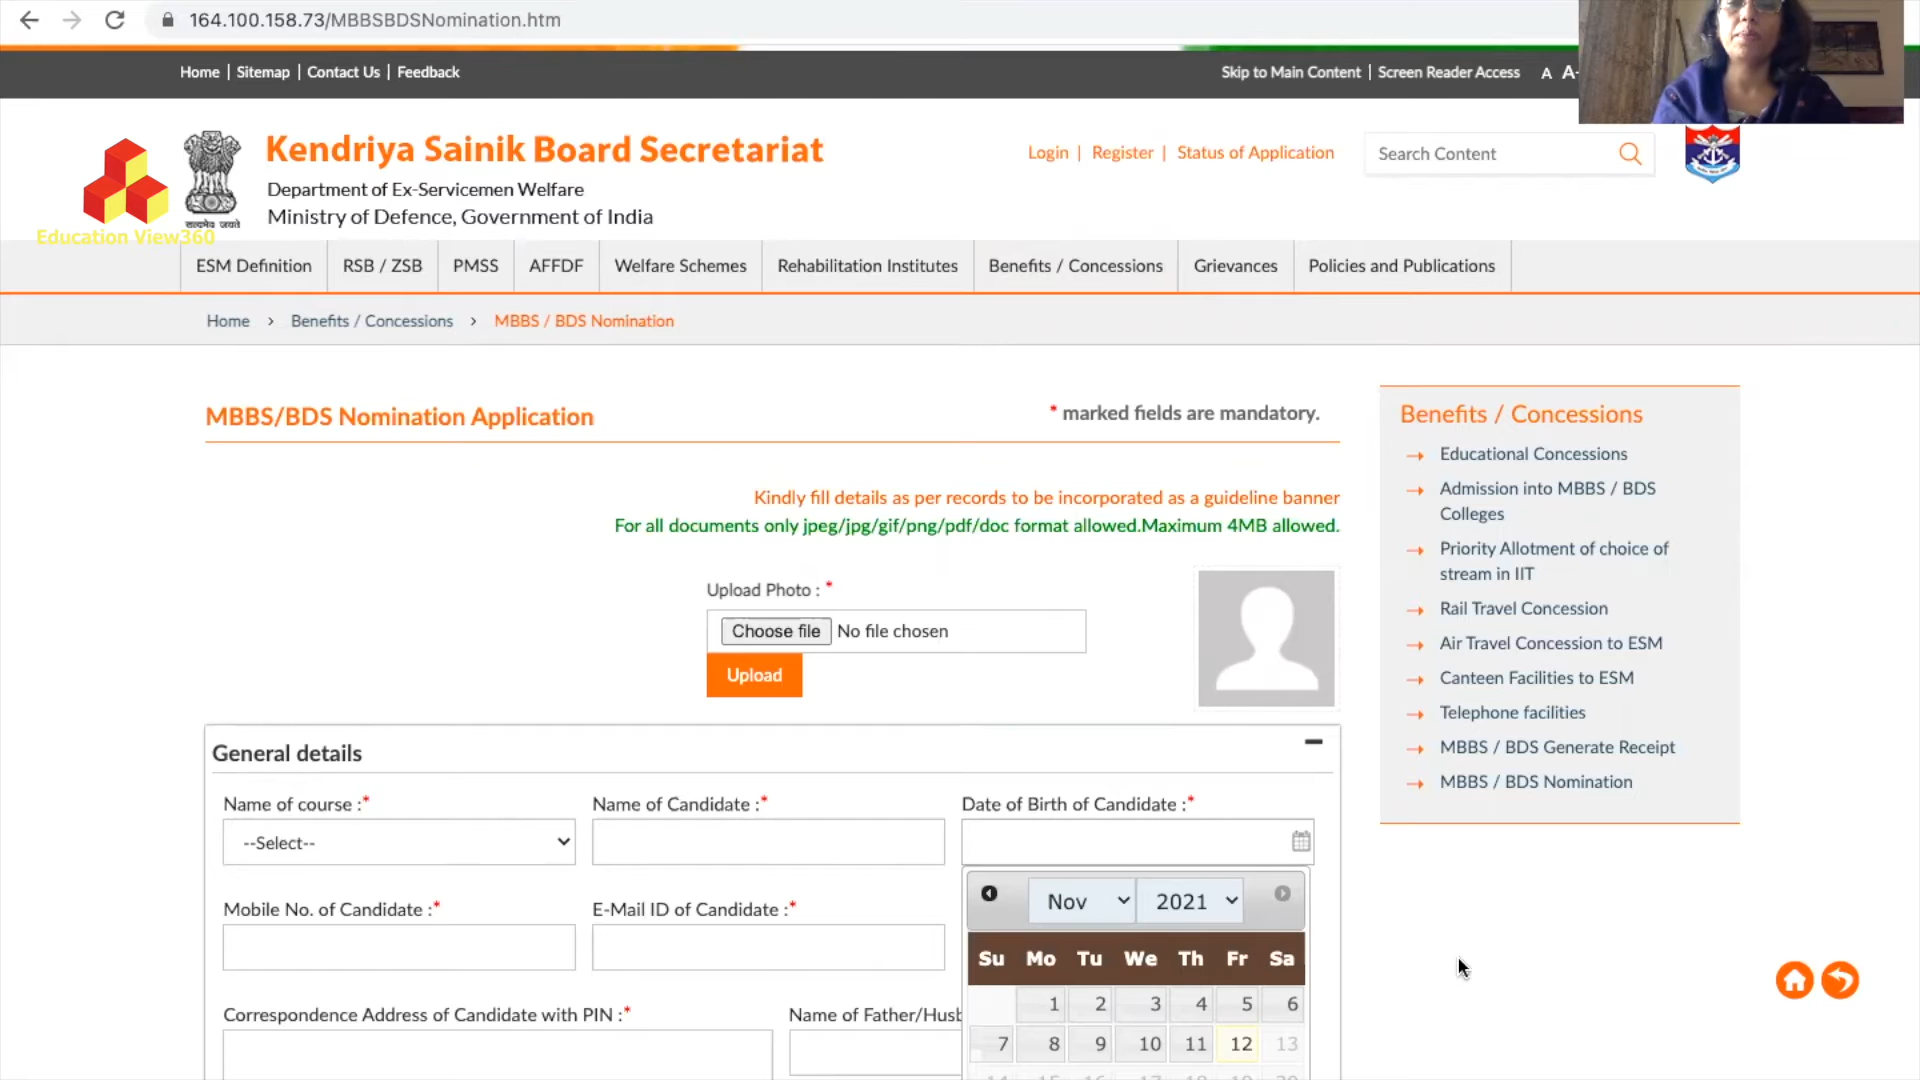 164.100.158.73/MBBSBDSNomination.htm
Home | Sitemap | Contact Us | Feedback
Skip to Main Content | Screen Reader Access A A-
Kendriya Sainik Board Secretariat
Department of Ex-Servicemen Welfare
Ministry of Defence, Government of India
सत्यमेव जयते
Education View360
Login | Register | Status of Application
Search Content
ESM Definition RSB / ZSB PMSS AFFDF Welfare Schemes Rehabilitation Institutes Benefits / Concessions Grievances Policies and Publications
Home > Benefits / Concessions > MBBS / BDS Nomination
MBBS/BDS Nomination Application
* marked fields are mandatory.
Kindly fill details as per records to be incorporated as a guideline banner
For all documents only jpeg/jpg/gif/png/pdf/doc format allowed.Maximum 4MB allowed.
Upload Photo : *
Choose file No file chosen
Upload
General details
Name of course :* Name of Candidate :* Date of Birth of Candidate :*
--Select--
Mobile No. of Candidate :* E-Mail ID of Candidate :*
Correspondence Address of Candidate with PIN :* Name of Father/Husb
Nov 2021
Su Mo Tu We Th Fr Sa
1 2 3 4 5 6
7 8 9 10 11 12 13
Benefits / Concessions
Educational Concessions
Admission into MBBS / BDS
Colleges
Priority Allotment of choice of
stream in IIT
Rail Travel Concession
Air Travel Concession to ESM
Canteen Facilities to ESM
Telephone facilities
MBBS / BDS Generate Receipt
MBBS / BDS Nomination